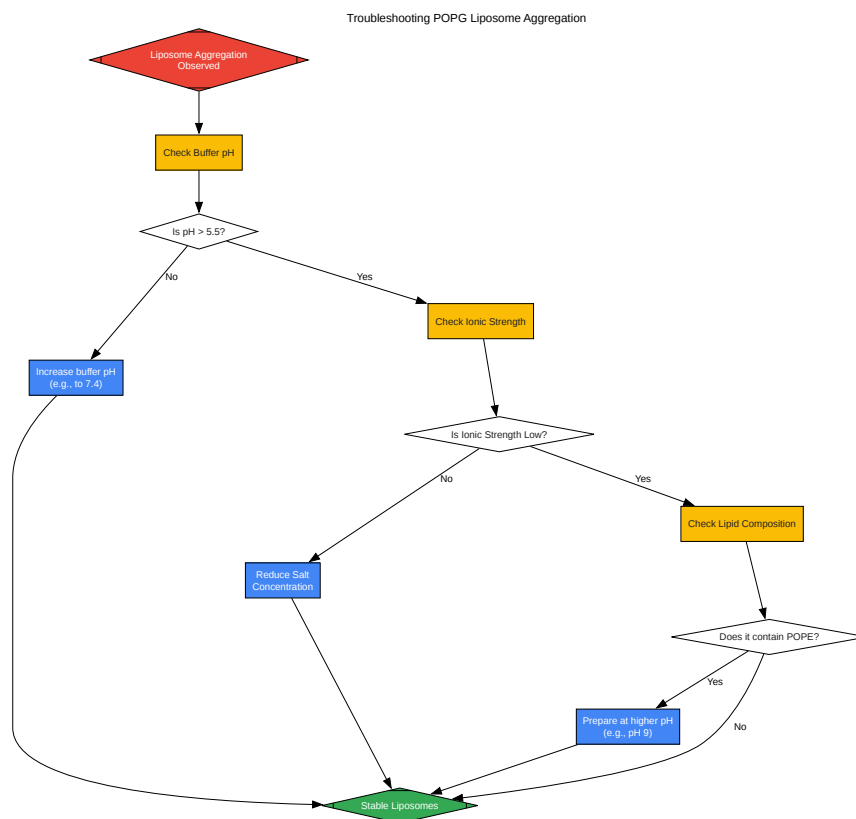 Troubleshooting POPG Liposome Aggregation
Liposome Aggregation
Observed
Check Buffer pH
Is pH > 5.5?
No
Yes
Check Ionic Strength
Increase buffer pH
(e.g., to 7.4)
Is Ionic Strength Low?
No
Yes
Check Lipid Composition
Reduce Salt
Concentration
Does it contain POPE?
Yes
No
Prepare at higher pH
(e.g., pH 9)
Stable Liposomes